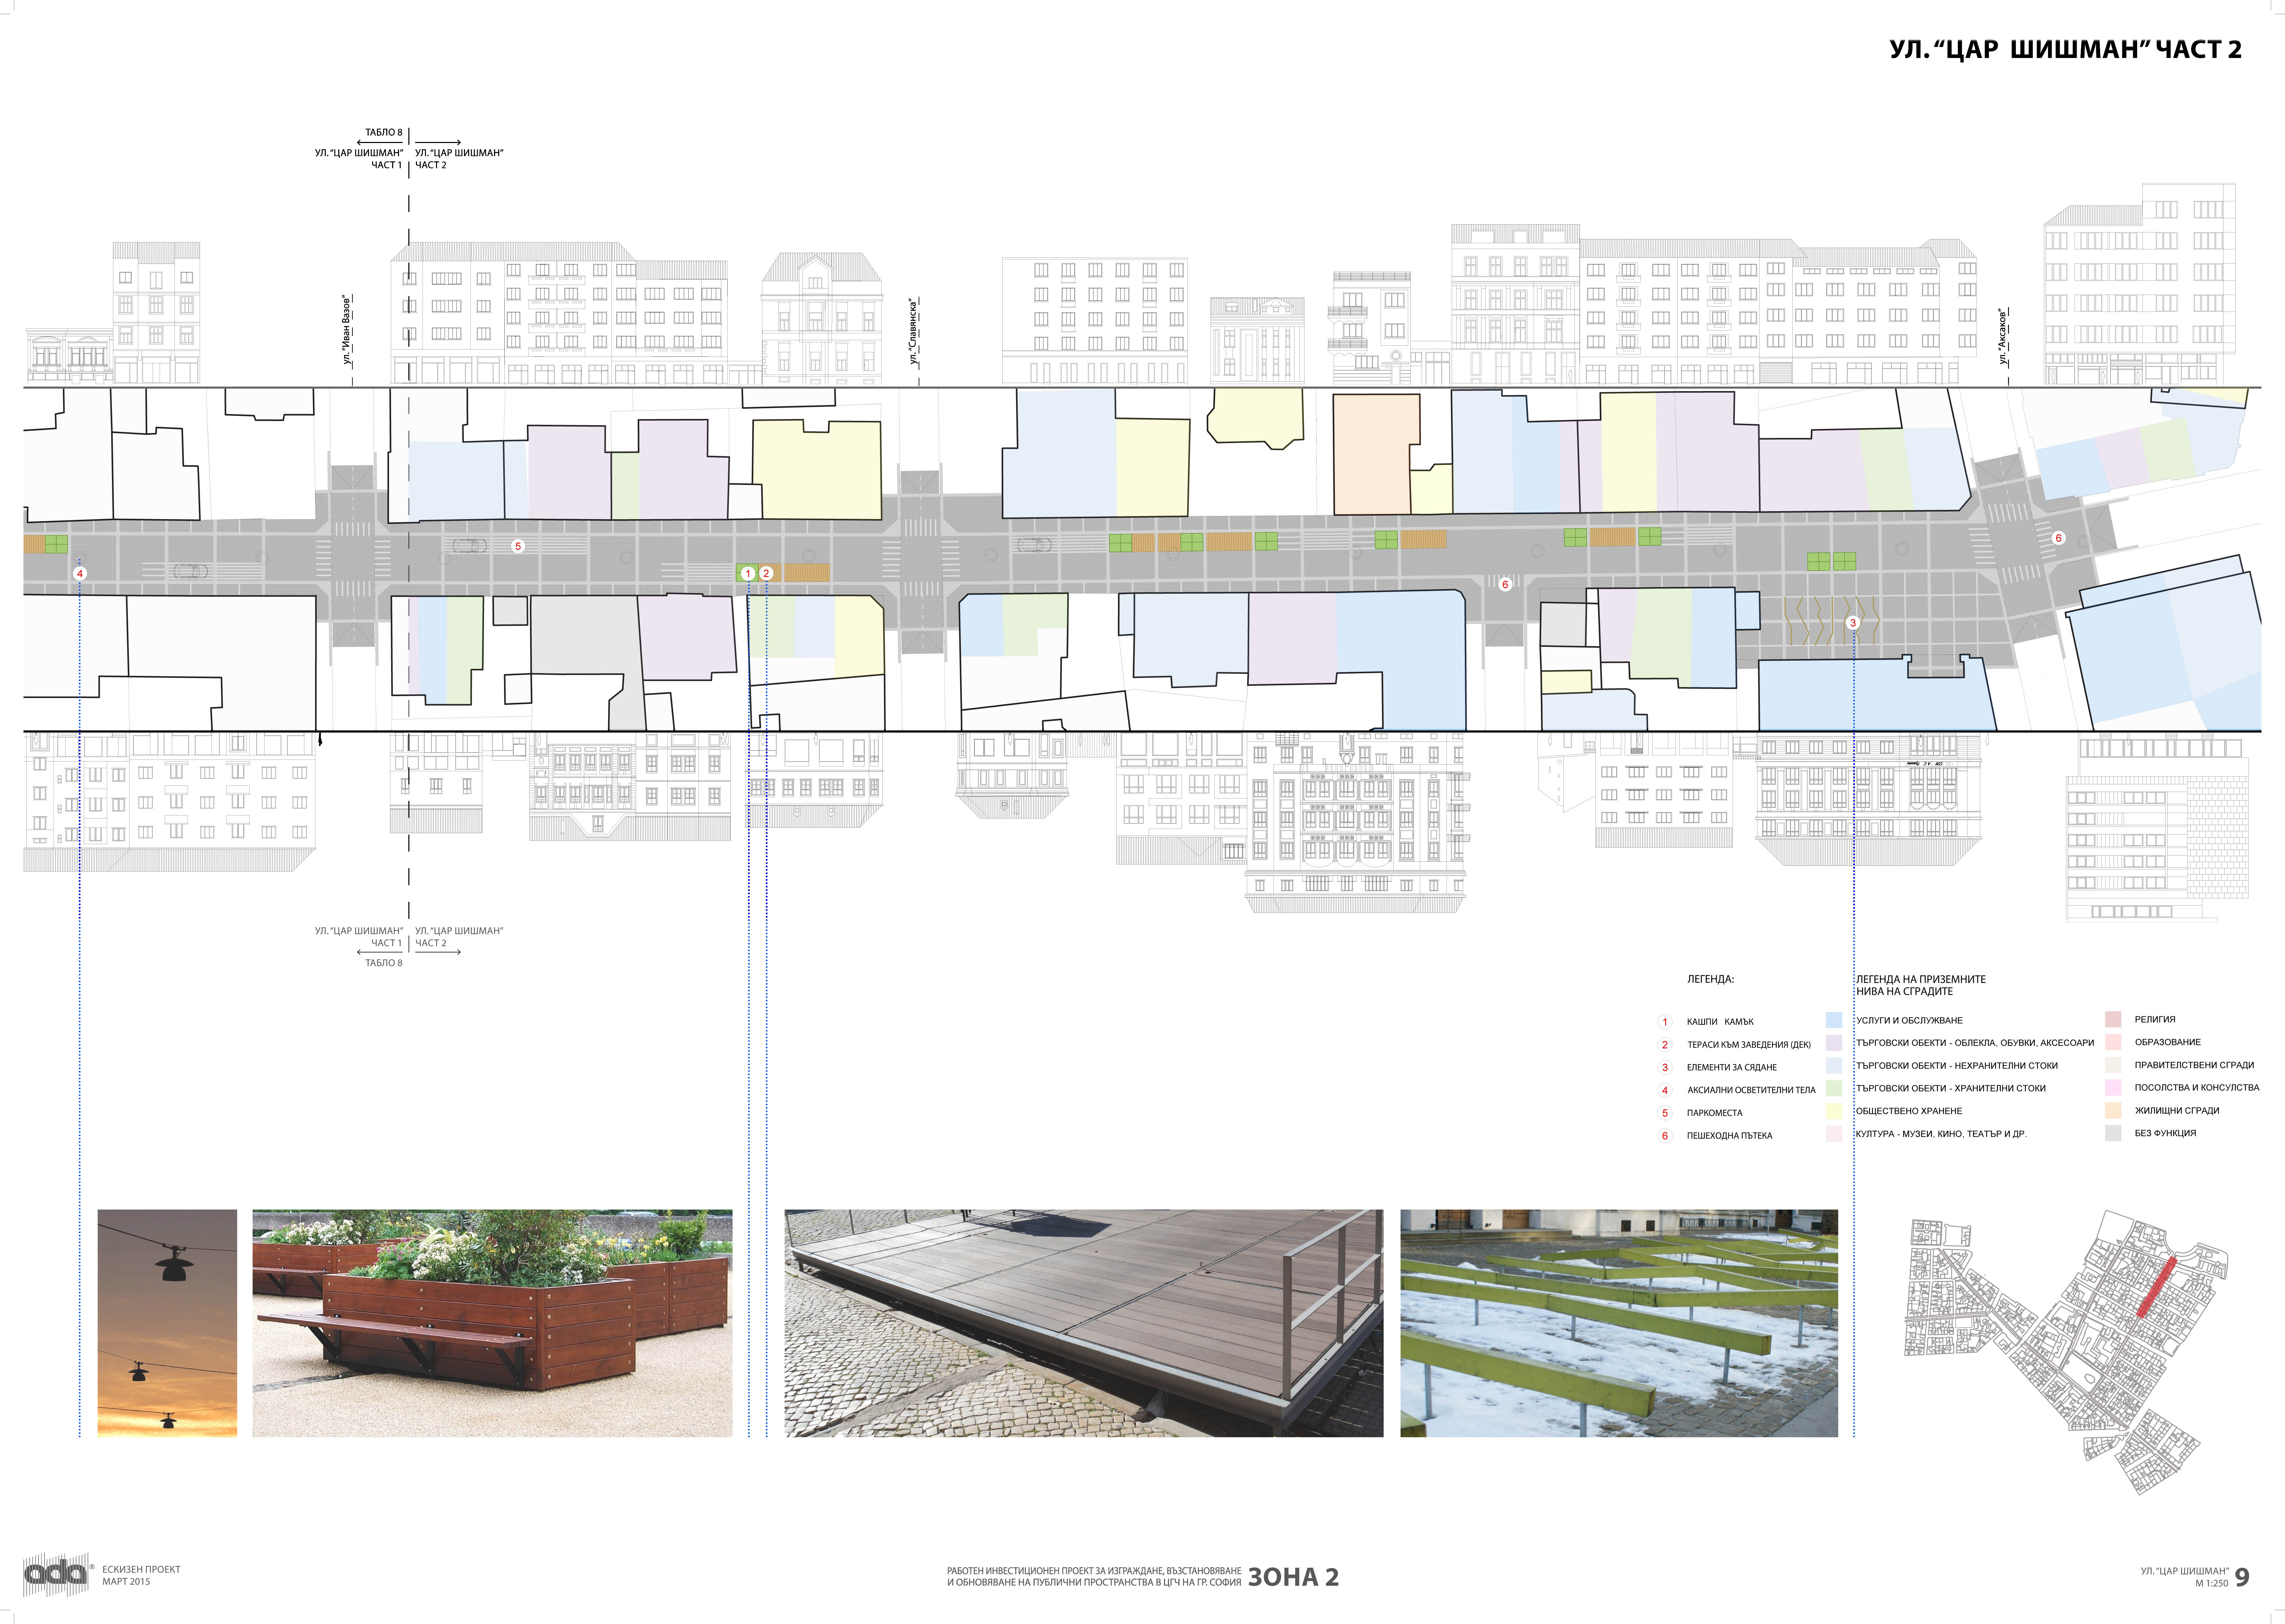 УЛ. “ЦАР ШИШМАН” ЧАСТ 2
ТАБЛО 8
УЛ. “ЦАР ШИШМАН”
ЧАСТ 1
УЛ. “ЦАР ШИШМАН”
ЧАСТ 2
ул. “Иван Вазов”
ул. “Славянска”
ул. “Аксаков”
5
6
4
1
2
6
3
УЛ. “ЦАР ШИШМАН”
ЧАСТ 1
УЛ. “ЦАР ШИШМАН”
ЧАСТ 2
ТАБЛО 8
ЛЕГЕНДА:
1 КАШПИ КАМЪК
2 ТЕРАСИ КЪМ ЗАВЕДЕНИЯ (ДЕК)
3 ЕЛЕМЕНТИ ЗА СЯДАНЕ
4 АКСИАЛНИ ОСВЕТИТЕЛНИ ТЕЛА
5 ПАРКОМЕСТА
6 ПЕШЕХОДНА ПЪТЕКА
ЛЕГЕНДА НА ПРИЗЕМНИТЕ
НИВА НА СГРАДИТЕ
УСЛУГИ И ОБСЛУЖВАНЕ
ТЪРГОВСКИ ОБЕКТИ - ОБЛЕКЛА, ОБУВКИ, АКСЕСОАРИ
ТЪРГОВСКИ ОБЕКТИ - НЕХРАНИТЕЛНИ СТОКИ
ТЪРГОВСКИ ОБЕКТИ - ХРАНИТЕЛНИ СТОКИ
ОБЩЕСТВЕНО ХРАНЕНЕ
КУЛТУРА - МУЗЕИ, КИНО, ТЕАТЪР И ДР.
РЕЛИГИЯ
ОБРАЗОВАНИЕ
ПРАВИТЕЛСТВЕНИ СГРАДИ
ПОСОЛСТВА И КОНСУЛСТВА
ЖИЛИЩНИ СГРАДИ
БЕЗ ФУНКЦИЯ
ada ®
ЕСКИЗЕН ПРОЕКТ
МАРТ 2015
РАБОТЕН ИНВЕСТИЦИОНЕН ПРОЕКТ ЗА ИЗГРАЖДАНЕ, ВЪЗСТАНОВЯВАНЕ
И ОБНОВЯВАНЕ НА ПУБЛИЧНИ ПРОСТРАНСТВА В ЦГЧ НА ГР. СОФИЯ
ЗОНА 2
УЛ. “ЦАР ШИШМАН”
М 1:250
9